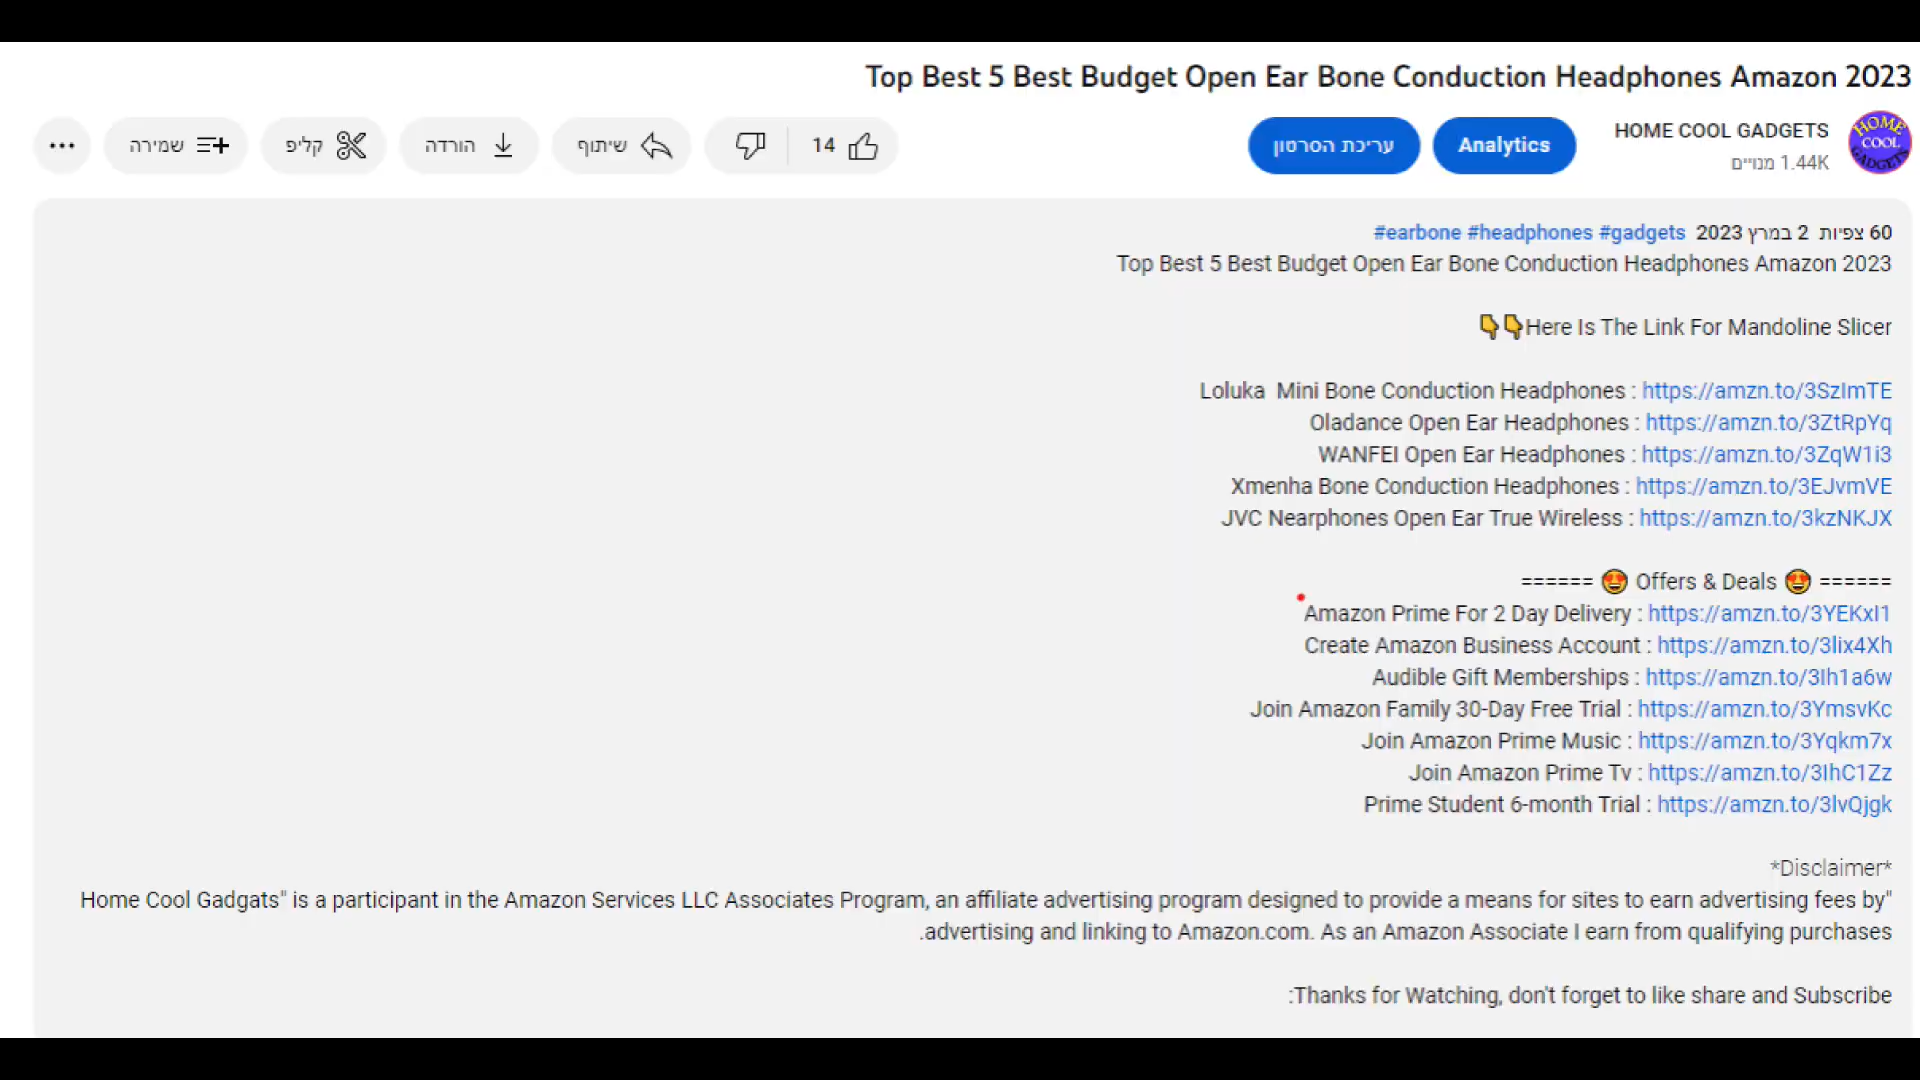 Top Best 5 Best Budget Open Ear Bone Conduction Headphones Amazon 2023
HOME COOL GADGETS
HOME COOL GADGETS
1.44K מנויים
Analytics
עריכת הסרטון
14
שיתוף
הורדה
קליפ
שמירה
60 צפיות 2 במרץ 2023 #earbone #headphones #gadgets
Top Best 5 Best Budget Open Ear Bone Conduction Headphones Amazon 2023
👇👇Here Is The Link For Mandoline Slicer
Loluka  Mini Bone Conduction Headphones : https://amzn.to/3SzImTE
Oladance Open Ear Headphones : https://amzn.to/3ZtRpYq
WANFEI Open Ear Headphones : https://amzn.to/3ZqW1i3
Xmenha Bone Conduction Headphones : https://amzn.to/3EJvmVE
JVC Nearphones Open Ear True Wireless : https://amzn.to/3kzNKJX
====== 😍 Offers & Deals 😍 ======
Amazon Prime For 2 Day Delivery : https://amzn.to/3YEKxI1
Create Amazon Business Account : https://amzn.to/3lix4Xh
Audible Gift Memberships : https://amzn.to/3Ih1a6w
Join Amazon Family 30-Day Free Trial : https://amzn.to/3YmsvKc
Join Amazon Prime Music : https://amzn.to/3Yqkm7x
Join Amazon Prime Tv : https://amzn.to/3IhC1Zz
Prime Student 6-month Trial : https://amzn.to/3lvQjgk
*Disclaimer*
Home Cool Gadgats" is a participant in the Amazon Services LLC Associates Program, an affiliate advertising program designed to provide a means for sites to earn advertising fees by"
.advertising and linking to Amazon.com. As an Amazon Associate I earn from qualifying purchases
:Thanks for Watching, don't forget to like share and Subscribe